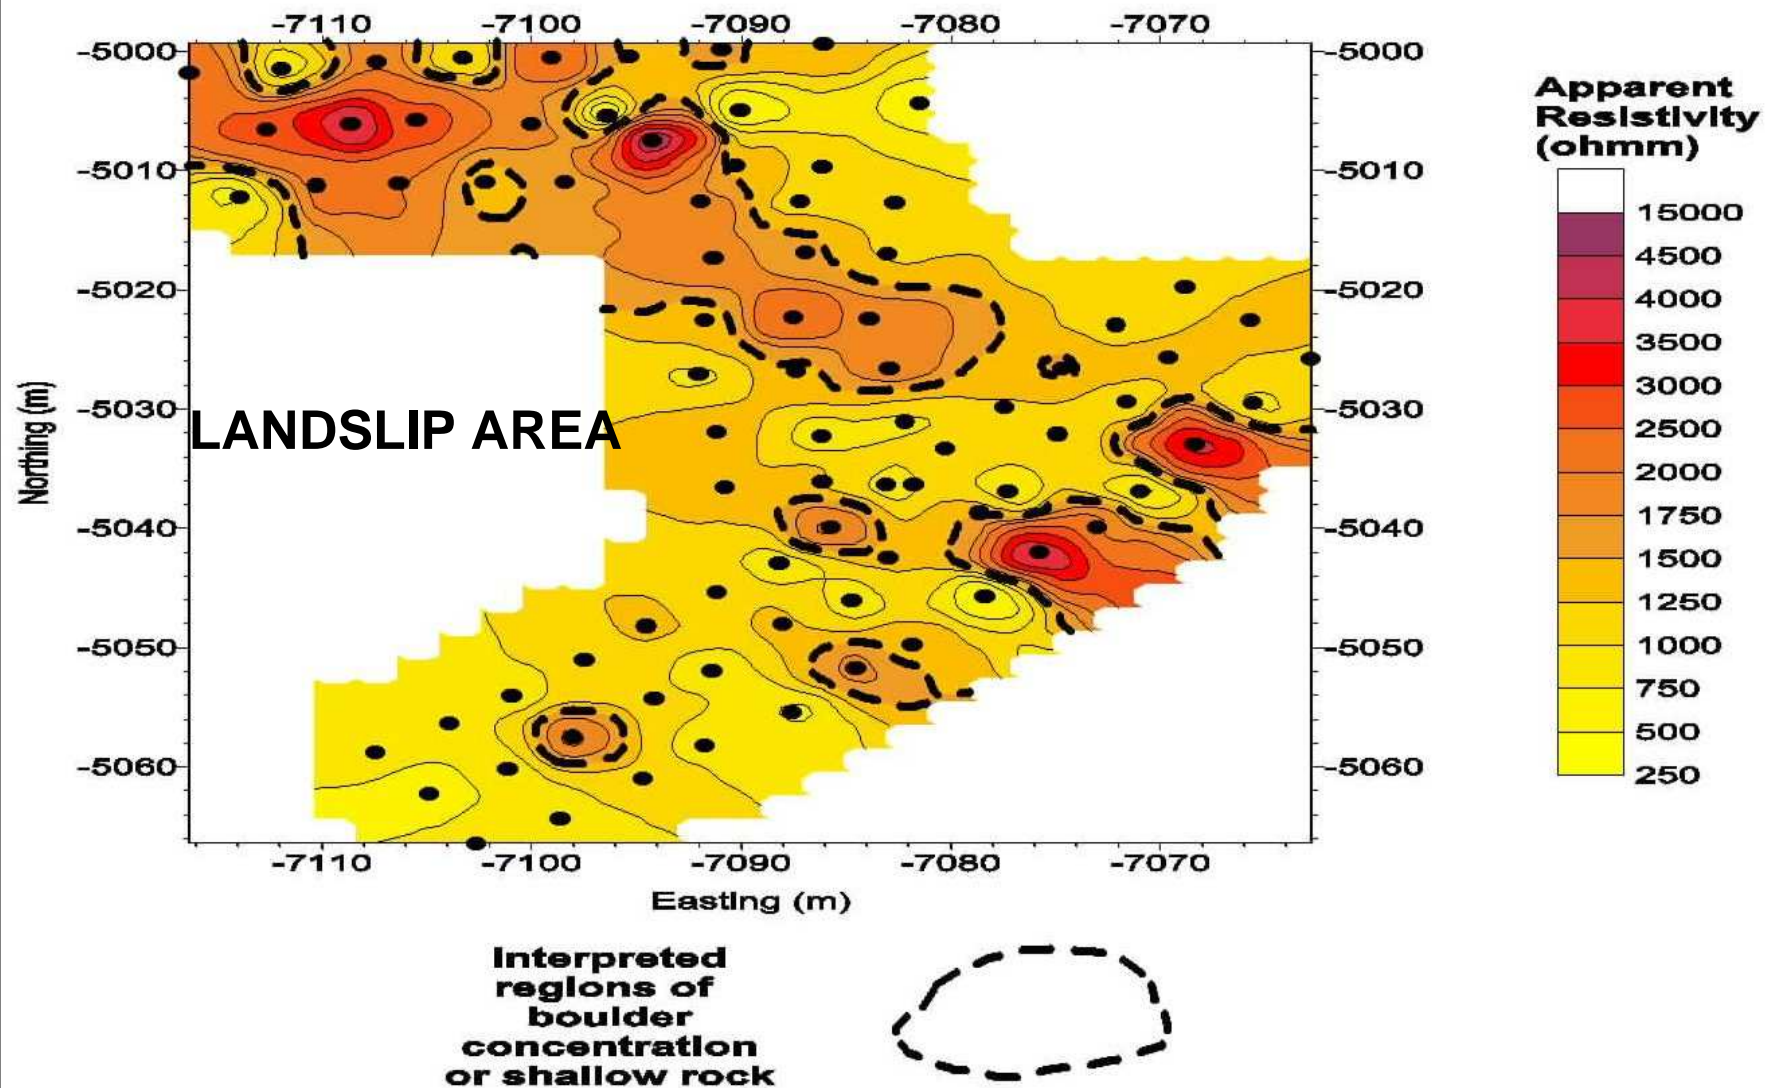 -7110 -7100 -7090 -7080 -7070
-5000 -5000
-5010 -5010
-5020 -5020
-5030 -5030
-5040 -5040
-5050 -5050
-5060 -5060
-7110 -7100 -7090 -7080 -7070
Northing (m)
Easting (m)
LANDSLIP AREA
Apparent
Resistivity
(ohmm)
15000
4500
4000
3500
3000
2500
2000
1750
1500
1250
1000
750
500
250
Interpreted
regions of
boulder
concentration
or shallow rock